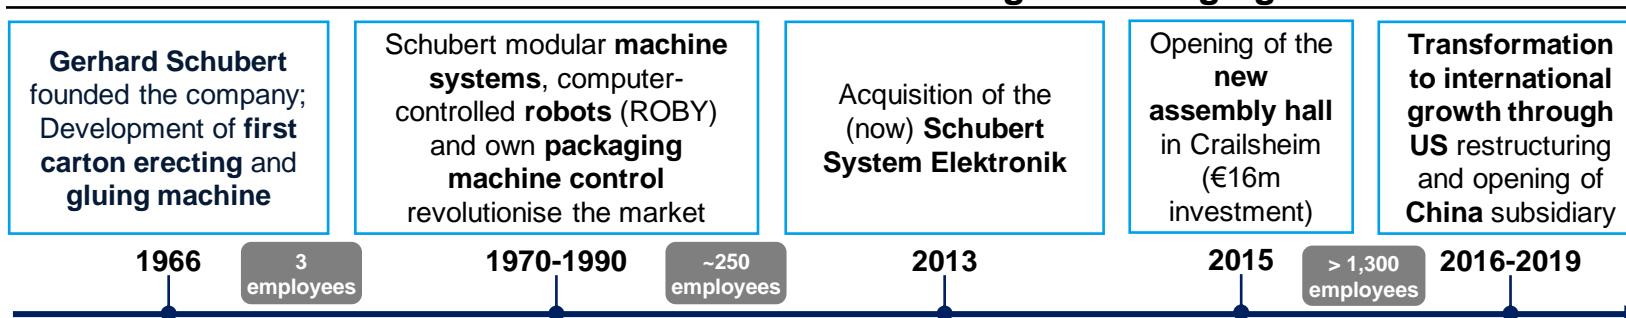 Gerhard Schubert
founded the company;
Development of first
carton erecting and
gluing machine
Schubert modular machine
systems, computer-
controlled robots (ROBY)
and own packaging
machine control
revolutionise the market
Acquisition of the
(now) Schubert
System Elektronik
Opening of the
new
assembly hall
in Crailsheim
(€16m
investment)
Transformation
to international
growth through
US restructuring
and opening of
China subsidiary
1966
3
employees
1970-1990
~250
employees
2013
2015
> 1,300
employees
2016-2019